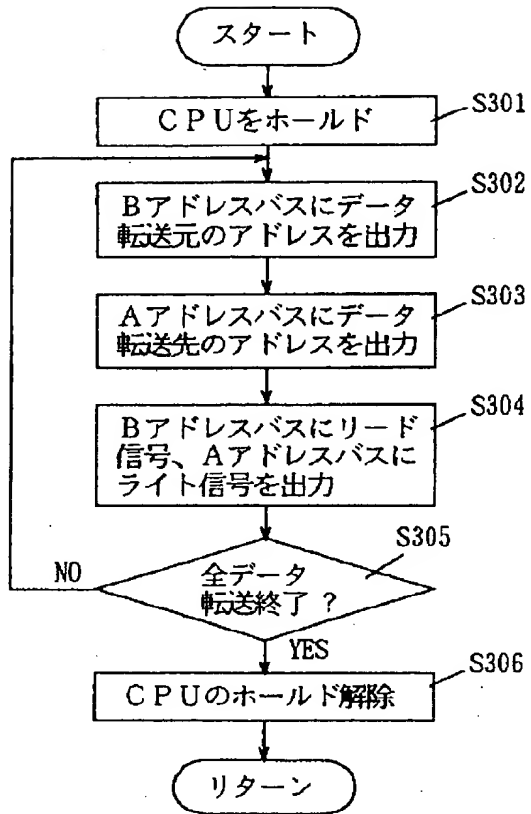 スタート
CPUをホールド
S301
Bアドレスバスにデータ
転送元のアドレスを出力
S302
Aアドレスバスにデータ
転送先のアドレスを出力
S303
Bアドレスバスにリード
信号、Aアドレスバスに
ライト信号を出力
S304
全データ
転送終了?
S305
NO
YES
CPUのホールド解除
S306
リターン